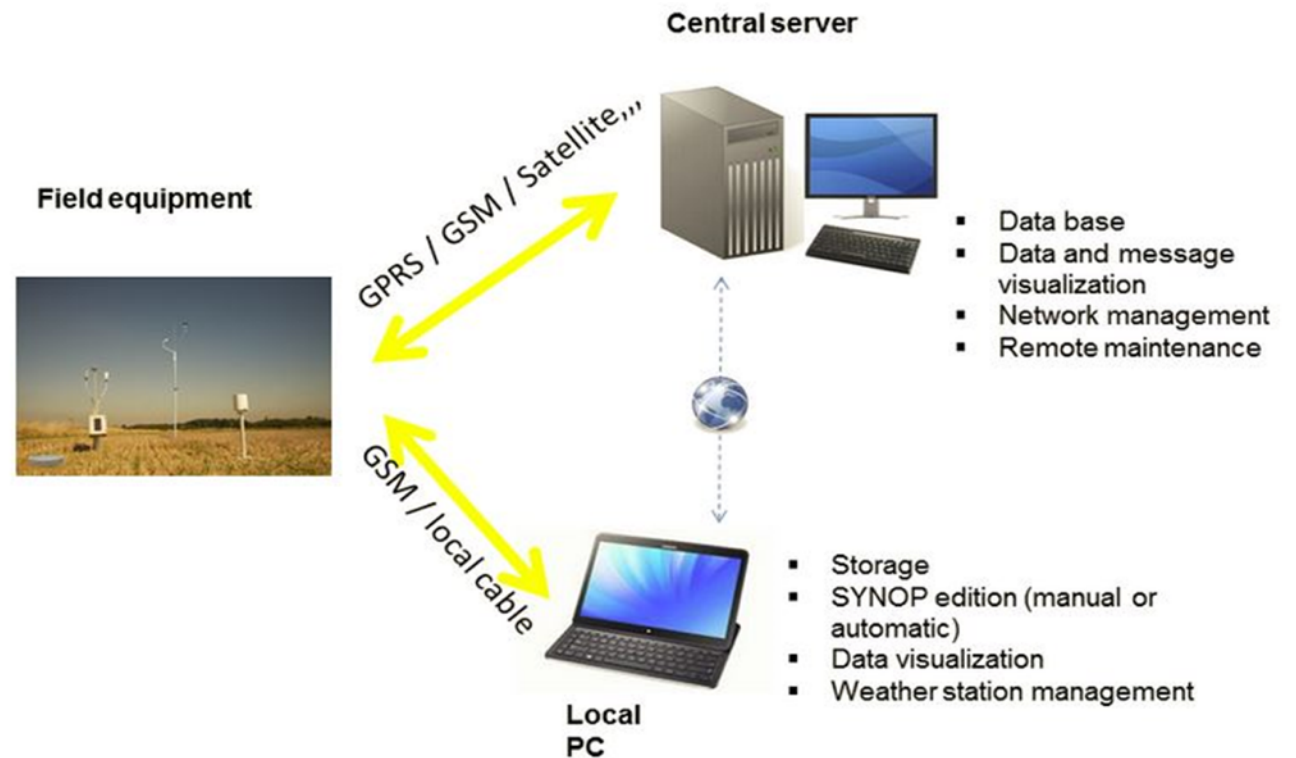 Central server
Field equipment
GPRS / GSM / Satellite,,,
▪ Data base
▪ Data and message
visualization
▪ Network management
▪ Remote maintenance
GSM / local cable
▪ Storage
▪ SYNOP edition (manual or
automatic)
▪ Data visualization
▪ Weather station management
Local
PC